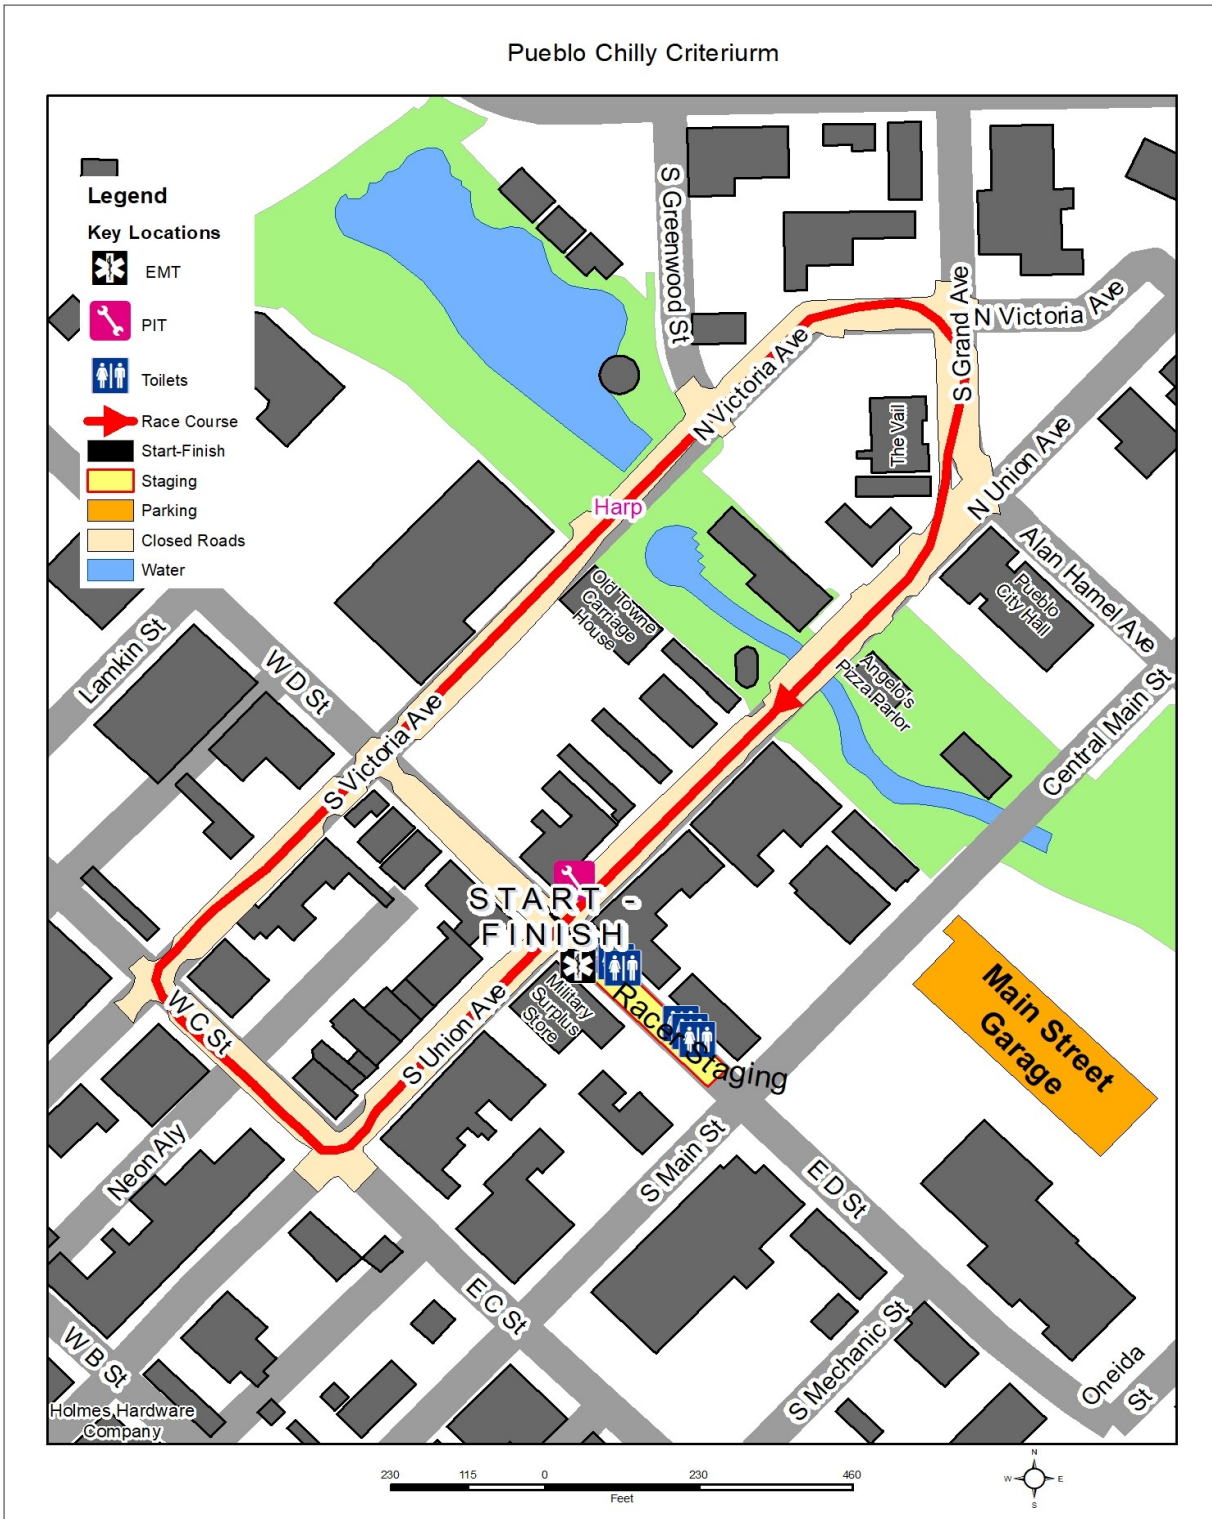 Pueblo Chilly Criteriurm
Legend
Key Locations
EMT
PIT
Toilets
Race Course
Start-Finish
Staging
Parking
Closed Roads
Water
S Greenwood St
S Grand Ave
N Victoria Ave
N Victoria Ave
The Vail
N Union Ave
Harp
Alan Hamel Ave
Pueblo
City Hall
Old Towne
Carriage
House
Angelo's
Pizza Parlor
Lamkin St
W D St
S Victoria Ave
Central Main St
START -
FINISH
Main Street
Garage
Military
Surplus
Store
Racer Staging
W C St
S Union Ave
Neon Aly
S Main St
E D St
E C St
S Mechanic St
Oneida
St
W B St
Holmes Hardware
Company
230 115 0 230 460
Feet
N
W E
S